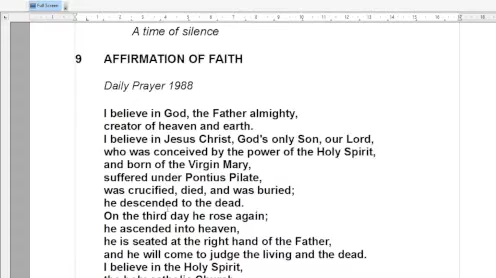 Full Screen
A time of silence
9 AFFIRMATION OF FAITH
Daily Prayer 1988
I believe in God, the Father almighty,
creator of heaven and earth.
I believe in Jesus Christ, God's only Son, our Lord,
who was conceived by the power of the Holy Spirit,
and born of the Virgin Mary,
suffered under Pontius Pilate,
was crucified, died, and was buried;
he descended to the dead.
On the third day he rose again;
he ascended into heaven,
he is seated at the right hand of the Father,
and he will come to judge the living and the dead.
I believe in the Holy Spirit,
the holy catholic Church,